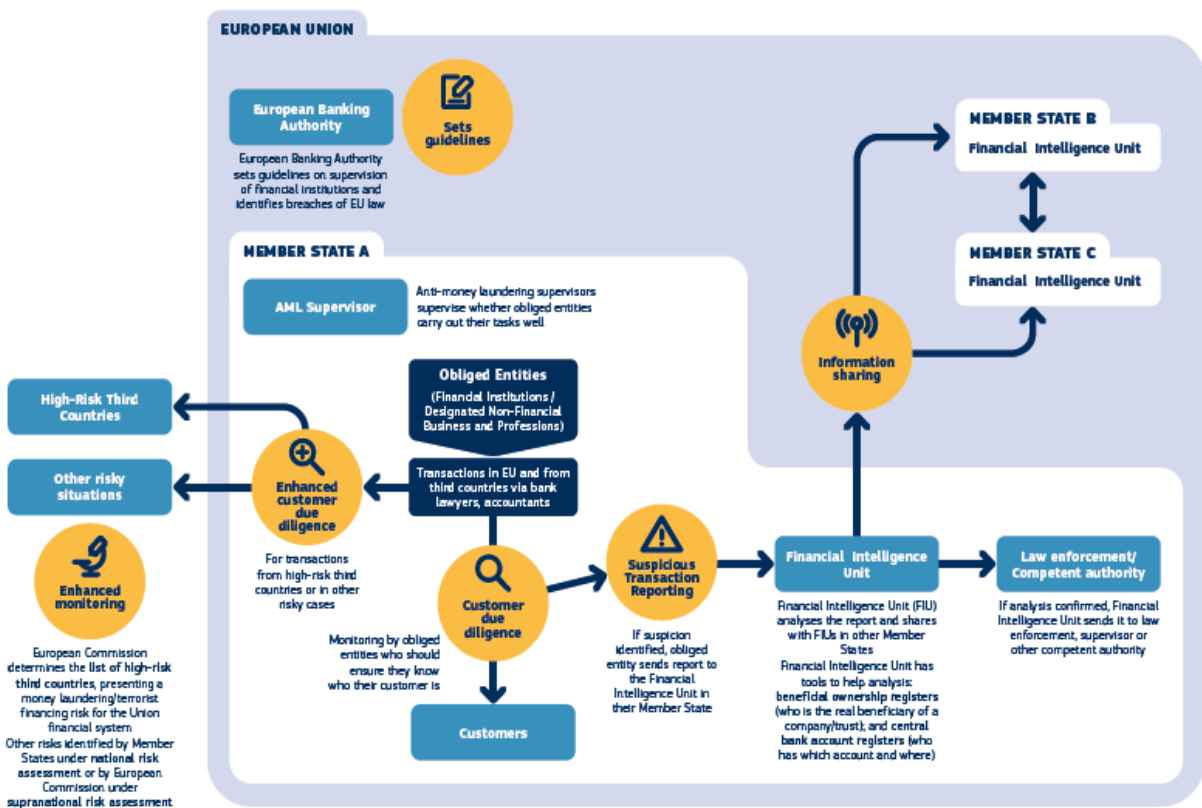 EUROPEAN UNION
European Banking
Authority
Sets
guidelines
European Banking Authority
sets guidelines on supervision
of financial institutions and
identifies breaches of EU law
MEMBER STATE B
Financial Intelligence Unit
MEMBER STATE C
Financial Intelligence Unit
Information
sharing
MEMBER STATE A
AML Supervisor
Anti-money laundering supervisors
supervise whether obliged entities
carry out their tasks well
Obliged Entities
(Financial Institutions /
Designated Non-Financial
Business and Professions)
Transactions in EU and from
third countries via bank
lawyers, accountants
High-Risk Third
Countries
Other risky
situations
Enhanced
customer
due
diligence
For transactions
from high-risk third
countries or in other
risky cases
Enhanced
monitoring
European Commission
determines the list of high-risk
third countries, presenting a
money laundering/terrorist
financing risk for the Union
financial system
Other risks identified by Member
States under national risk
assessment or by European
Commission under
supranational risk assessment
Customer
due
diligence
Monitoring by obliged
entities who should
ensure they know
who their customer is
Customers
Suspicious
Transaction
Reporting
If suspicion
identified, obliged
entity sends report to
the Financial
Intelligence Unit in
their Member State
Financial Intelligence
Unit
Financial Intelligence Unit (FIU)
analyses the report and shares
with FIUs in other Member
States
Financial Intelligence Unit has
tools to help analysis:
beneficial ownership registers
(who is the real beneficiary of a
company/trust); and central
bank account registers (who
has which account and where)
Law enforcement/
Competent authority
If analysis confirmed, Financial
Intelligence Unit sends it to law
enforcement, supervisor or
other competent authority